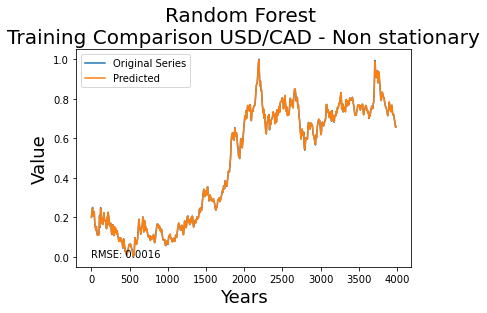 Random Forest
Training Comparison USD/CAD - Non stationary
Original Series
Predicted
Value
1.0
0.8
0.6
0.4
0.2
0.0
RMSE: 0.00016
0 500 1000 1500 2000 2500 3000 3500 4000
Years